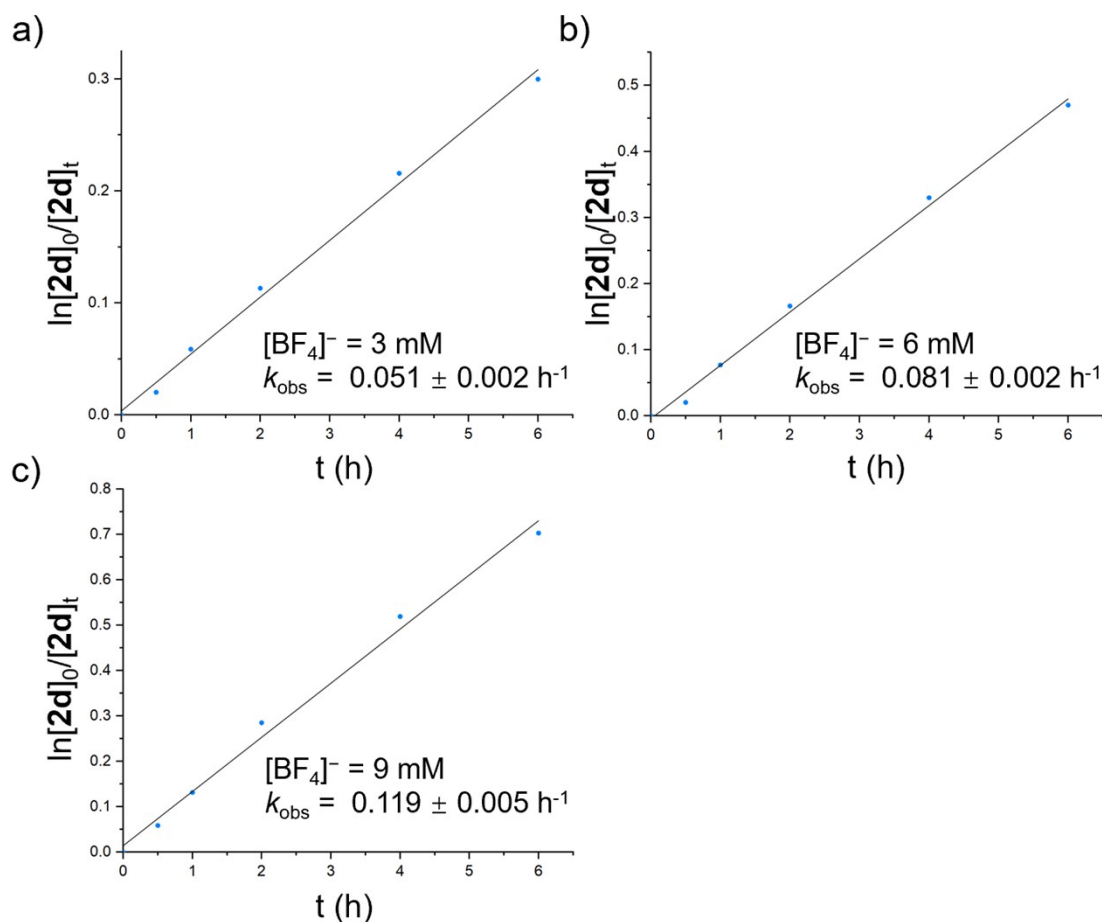 a)
ln[2d]₀/[2d]ₜ
0.3
0.2
0.1
0.0
[BF₄]⁻ = 3 mM
k_obs = 0.051 ± 0.002 h⁻¹
0 1 2 3 4 5 6
t (h)
b)
ln[2d]₀/[2d]ₜ
0.5
0.4
0.3
0.2
0.1
0.0
[BF₄]⁻ = 6 mM
k_obs = 0.081 ± 0.002 h⁻¹
0 1 2 3 4 5 6
t (h)
c)
ln[2d]₀/[2d]ₜ
0.8
0.7
0.6
0.5
0.4
0.3
0.2
0.1
0.0
[BF₄]⁻ = 9 mM
k_obs = 0.119 ± 0.005 h⁻¹
0 1 2 3 4 5 6
t (h)